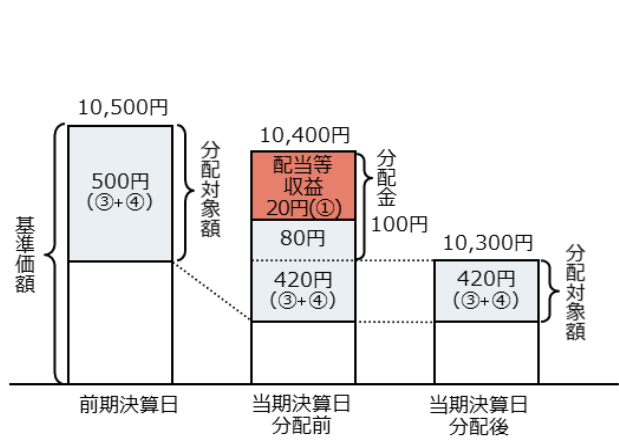 10,500円
500円
(③+④)
分配対象額
基準価額
前期決算日
10,400円
配当等
収益
20円(①)
80円
420円
(③+④)
分配金
100円
当期決算日
分配前
10,300円
420円
(③+④)
分配対象額
当期決算日
分配後